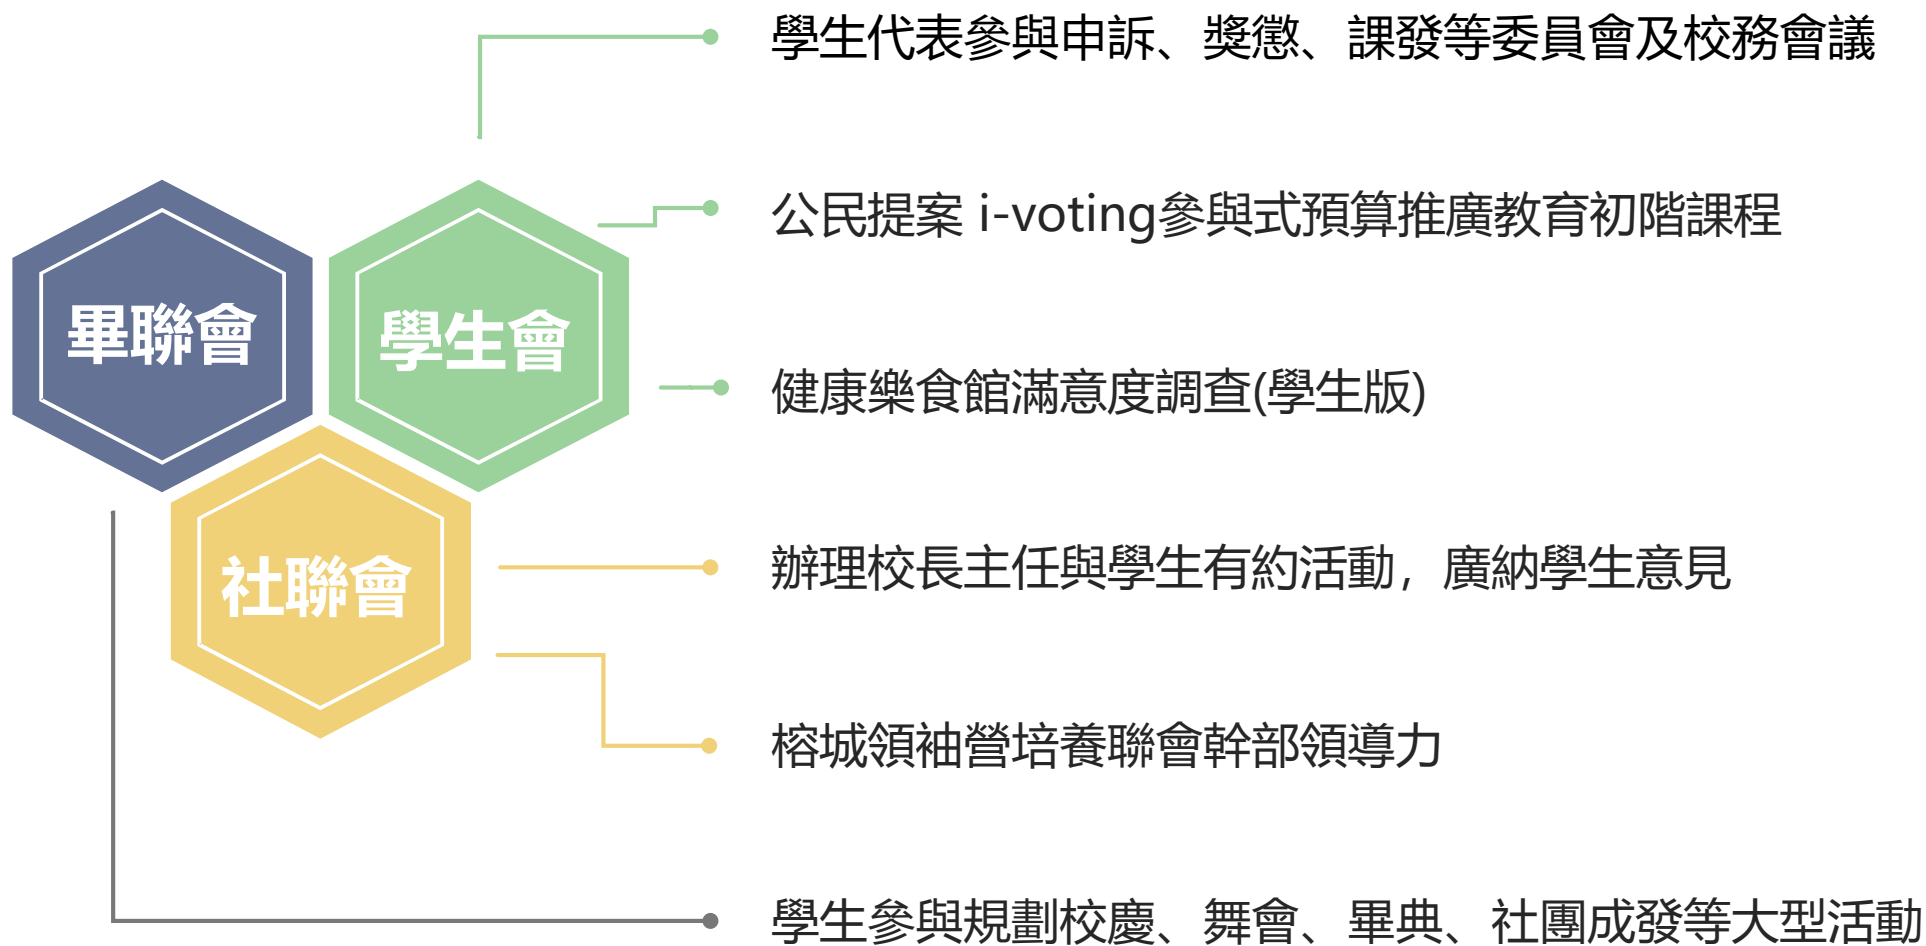 學生代表參與申訴、獎懲、課發等委員會及校務會議
公民提案 i-voting參與式預算推廣教育初階課程
畢聯會
學生會
健康樂食館滿意度調查(學生版)
社聯會
辦理校長主任與學生有約活動，廣納學生意見
榕城領袖營培養聯會幹部領導力
學生參與規劃校慶、舞會、畢典、社團成發等大型活動